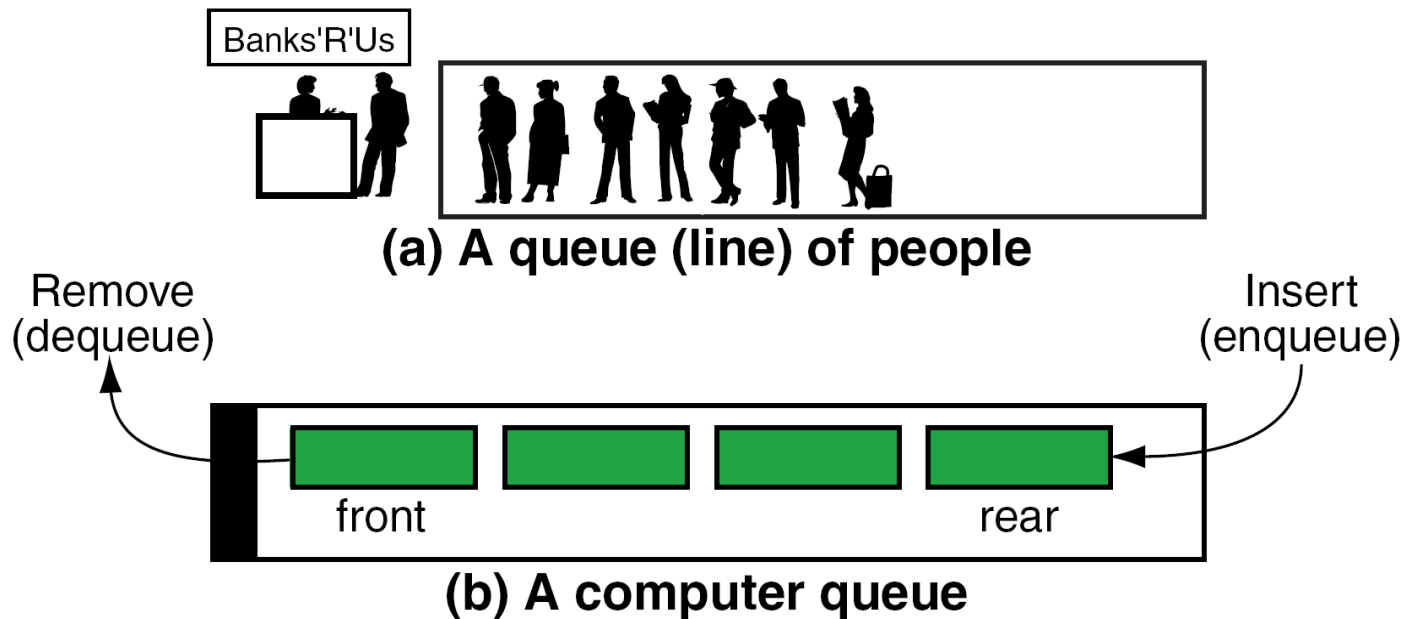 Banks'R'Us
(a) A queue (line) of people
Remove
(dequeue)
Insert
(enqueue)
front
rear
(b) A computer queue